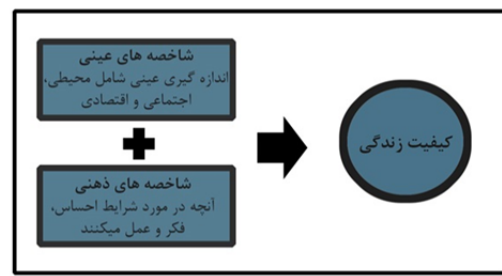 شاخصه های عینی
اندازه گیری عینی شامل محیطی،
اجتماعی و اقتصادی
شاخصه های ذهنی
آنچه در مورد شرایط احساس،
فکر و عمل میکنند
کیفیت زندگی